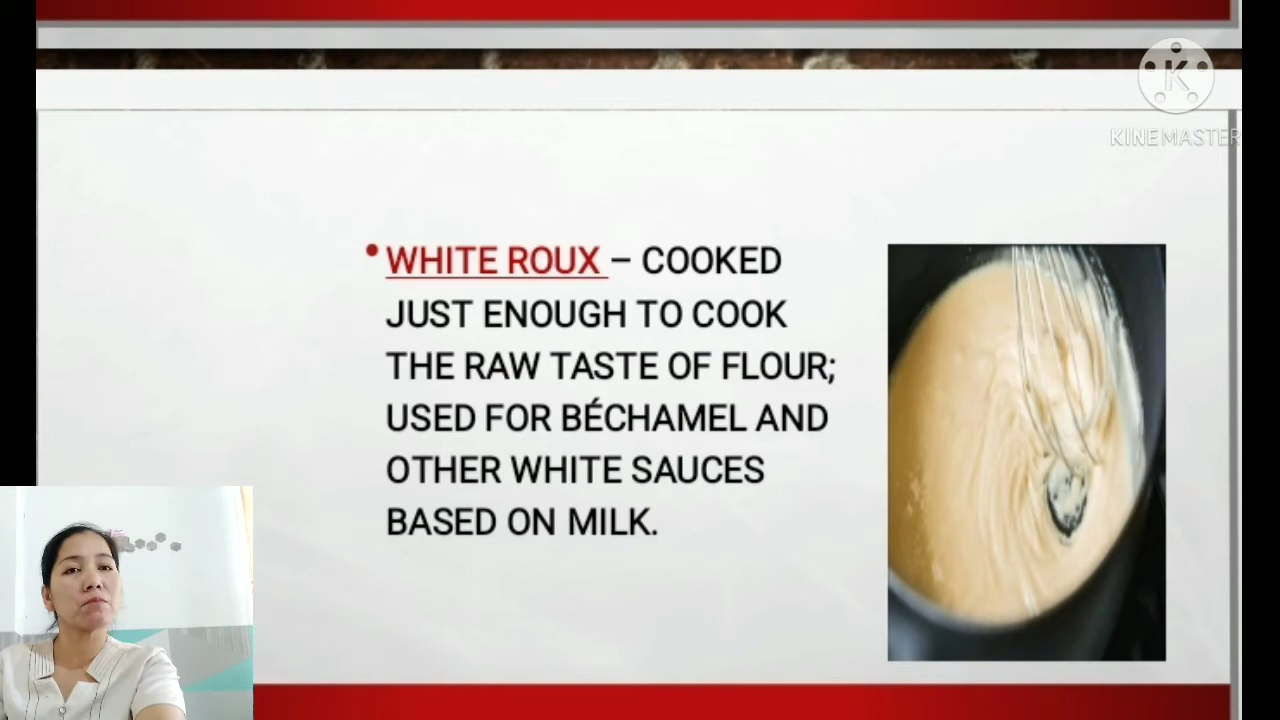 K
KINEMASTER
• WHITE ROUX – COOKED
JUST ENOUGH TO COOK
THE RAW TASTE OF FLOUR;
USED FOR BÉCHAMEL AND
OTHER WHITE SAUCES
BASED ON MILK.